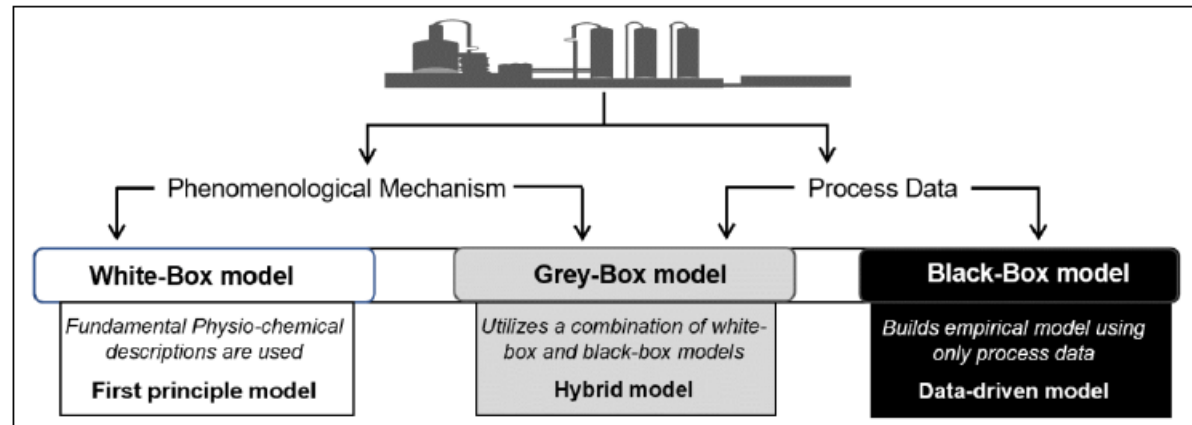 Phenomenological Mechanism
Process Data
White-Box model
Grey-Box model
Black-Box model
Fundamental Physio-chemical
descriptions are used
First principle model
Utilizes a combination of white-
box and black-box models
Hybrid model
Builds empirical model using
only process data
Data-driven model